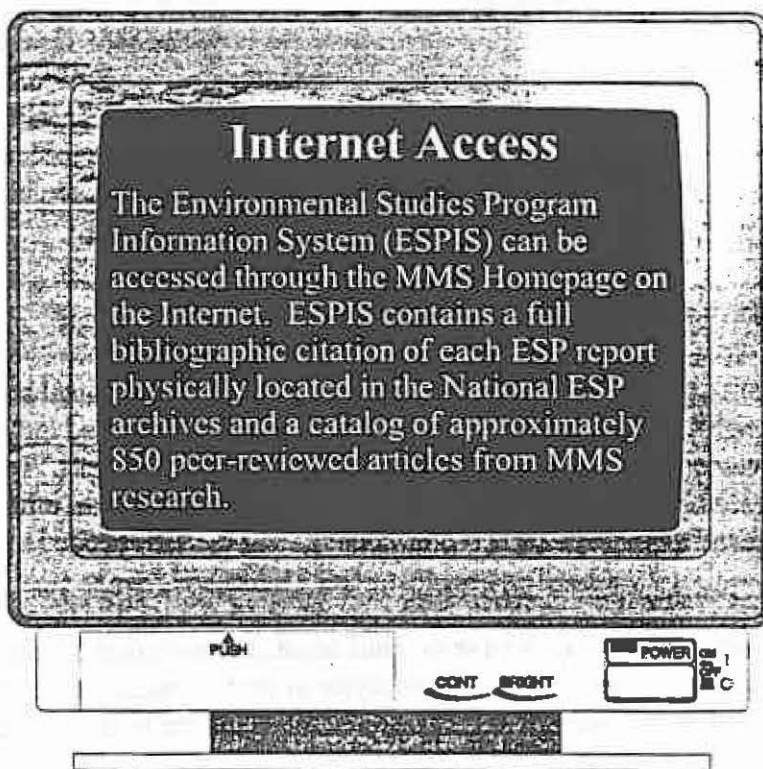 Internet Access
The Environmental Studies Program
Information System (ESPIS) can be
accessed through the MMS Homepage on
the Internet. ESPIS contains a full
bibliographic citation of each ESP report
physically located in the National ESP
archives and a catalog of approximately
850 peer-reviewed articles from MMS
research.
PUSH
CONT BRIGHT
POWER ON
OFF